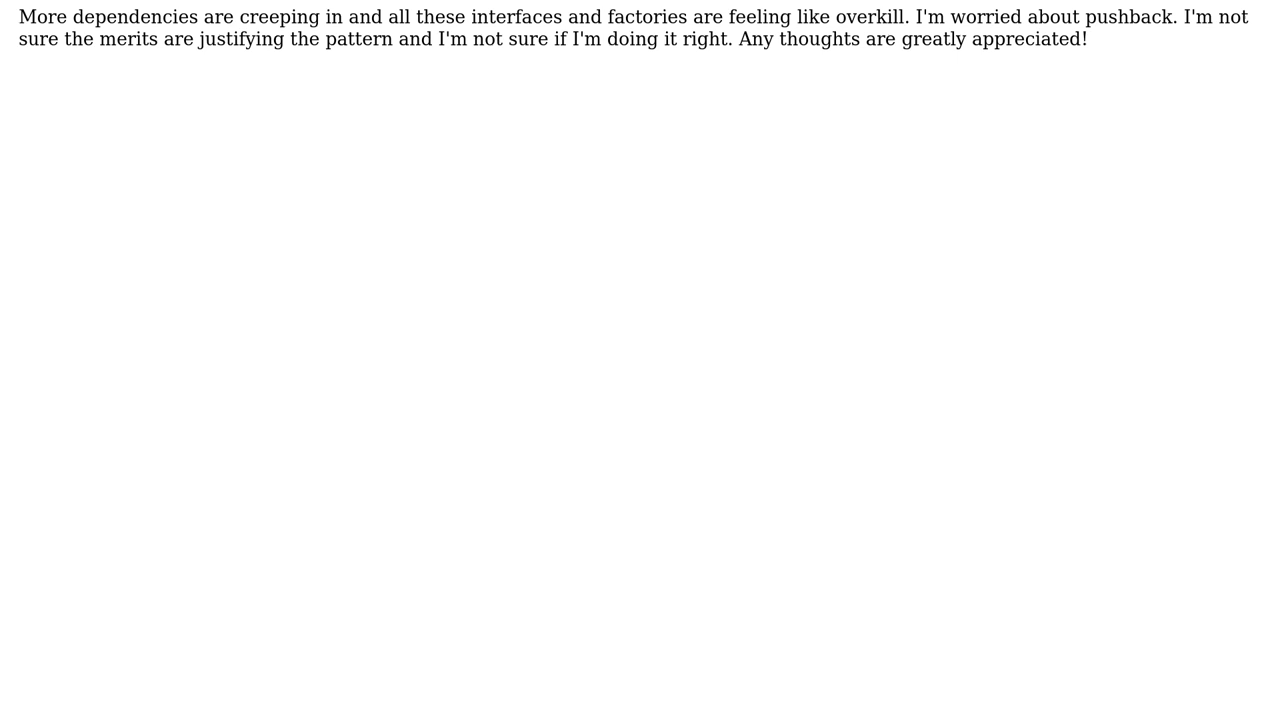 More dependencies are creeping in and all these interfaces and factories are feeling like overkill. I'm worried about pushback. I'm not
sure the merits are justifying the pattern and I'm not sure if I'm doing it right. Any thoughts are greatly appreciated!